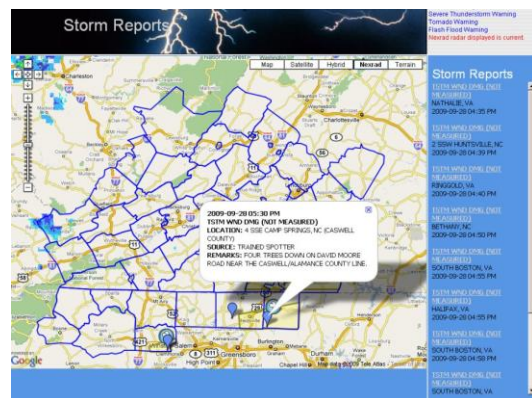 Storm Reports
Severe Thunderstorm Warning
Tornado Warning
Flash Flood Warning
Nexrad radar displayed is current.
Map
Satellite
Hybrid
Nexrad
Terrain
Charleston
Charlottesville
2009-09-28 05:30 PM
TSTM WND DMG (NOT MEASURED)
LOCATION: 4 SSE CAMP SPRINGS, NC (CASWELL
COUNTY)
SOURCE: TRAINED SPOTTER
REMARKS: FOUR TREES DOWN ON DAVID MOORE
ROAD NEAR THE CASWELL/ALAMANCE COUNTY LINE.
Burlington
Greensboro
High Point
Durham
Chapel Hill
Google
Storm Reports
TSTM WND DMG (NOT
MEASURED)
NATHALIE, VA
2009-09-28 04:35 PM
TSTM WND DMG (NOT
MEASURED)
2 SSW HUNTSVILLE, NC
2009-09-28 04:39 PM
TSTM WND DMG (NOT
MEASURED)
RINGGOLD, VA
2009-09-28 04:40 PM
TSTM WND DMG (NOT
MEASURED)
BETHANY, NC
2009-09-28 04:50 PM
TSTM WND DMG (NOT
MEASURED)
SOUTH BOSTON, VA
2009-09-28 04:55 PM
TSTM WND DMG (NOT
MEASURED)
HALIFAX, VA
2009-09-28 04:55 PM
TSTM WND DMG (NOT
MEASURED)
SOUTH BOSTON, VA
2009-09-28 04:58 PM
TSTM WND DMG (NOT
MEASURED)
SOUTH BOSTON, VA